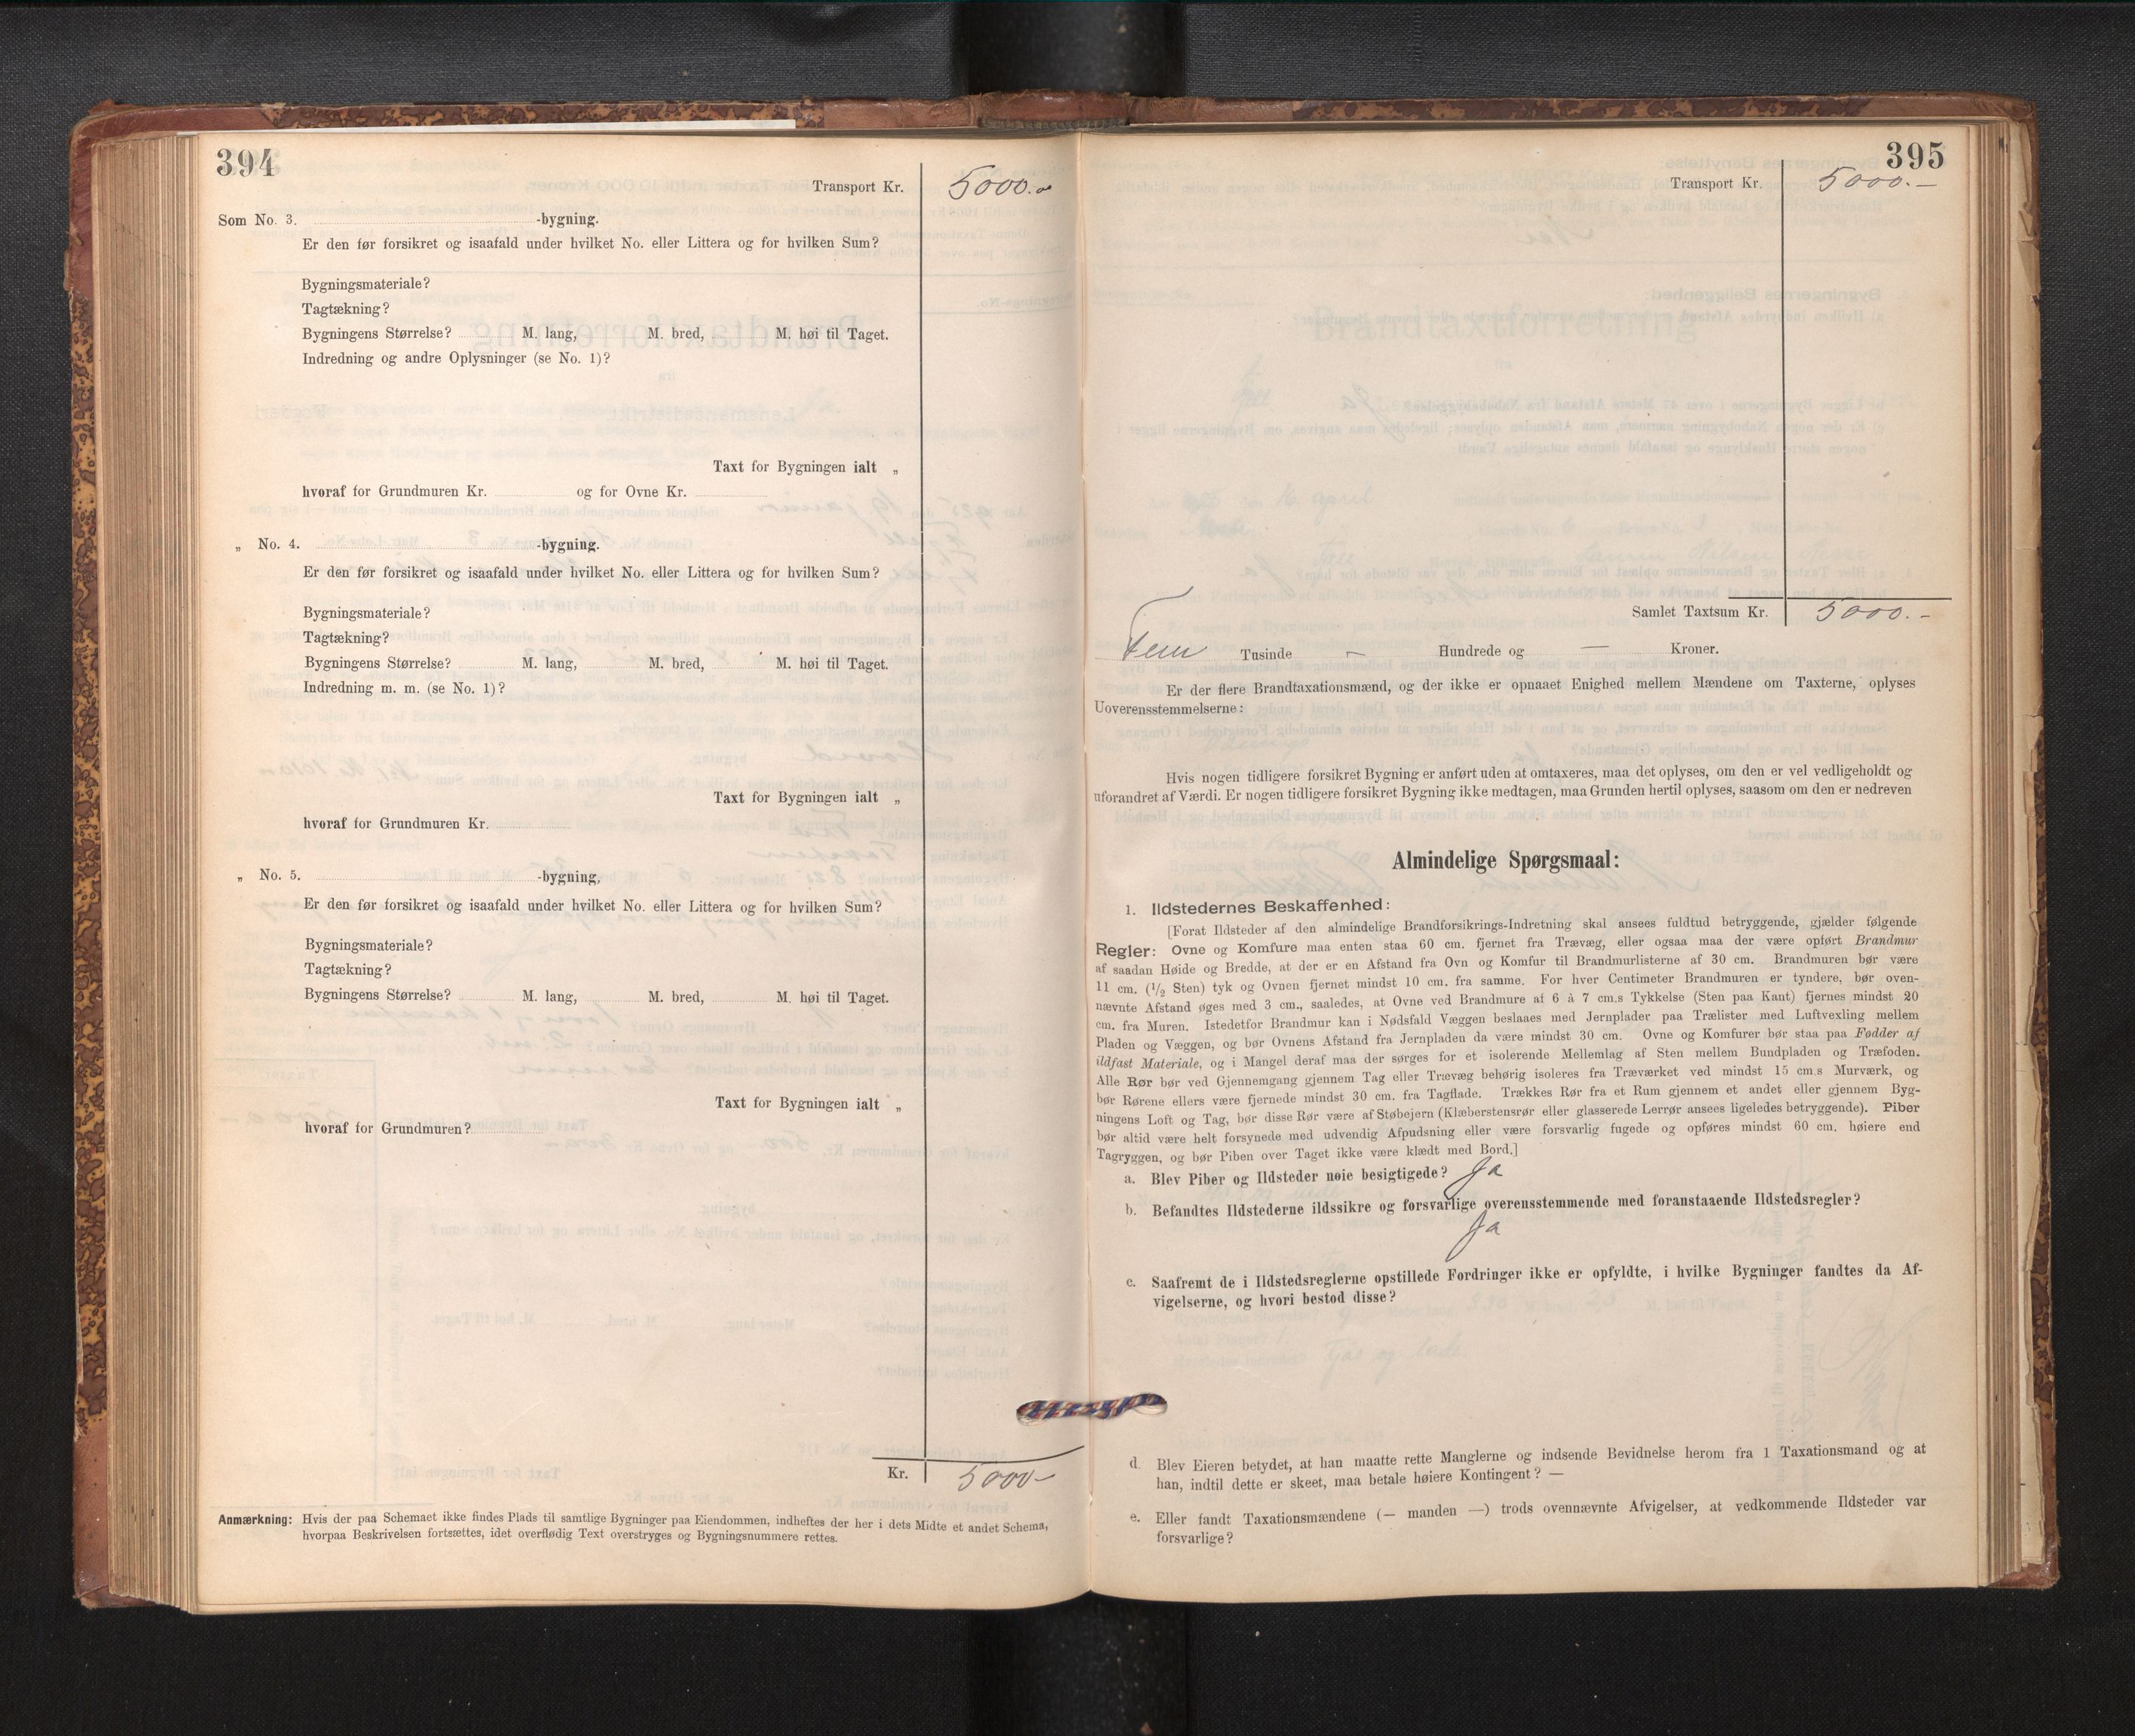 394
Transport Kr. 5000.00
Som No. 3. -bygning.
Er den før forsikret og isaafald under hvilket No. eller Littera og for hvilken Sum?
Bygningsmateriale?
Tagtækning?
Bygningens Størrelse? M. lang, M. bred, M. høi til Taget.
Indredning og andre Oplysninger (se No. 1)?
Taxt for Bygningen ialt „
hvoraf for Grundmuren Kr. og for Ovne Kr.
„ No. 4. -bygning.
Er den før forsikret og isaafald under hvilket No. eller Littera og for hvilken Sum?
Bygningsmateriale?
Tagtækning?
Bygningens Størrelse? M. lang, M. bred, M. høi til Taget.
Indredning m. m. (se No. 1)?
Taxt for Bygningen ialt „
hvoraf for Grundmuren Kr.
„ No. 5. -bygning,
Er den før forsikret og isaafald under hvilket No. eller Littera og for hvilken Sum?
Bygningsmateriale?
Tagtækning?
Bygningens Størrelse? M. lang, M. bred, M. høi til Taget.
Taxt for Bygningen ialt „
hvoraf for Grundmuren?
Kr. 5000 –
Anmærkning: Hvis der paa Schemaet ikke findes Plads til samtlige Bygninger paa Eiendommen, indheftes der her i dets Midte et andet Schema,
hvorpaa Beskrivelsen fortsættes, idet overflødig Text overstryges og Bygningsnummere rettes.
395
Transport Kr. 5000.–
Samlet Taxtsum Kr. 5000.–
Fem Tusinde – Hundrede og – Kroner.
Er der flere Brandtaxationsmænd, og der ikke er opnaaet Enighed mellem Mændene om Taxterne, oplyses
Uoverensstemmelserne:
Hvis nogen tidligere forsikret Bygning er anført uden at omtaxeres, maa det oplyses, om den er vel vedligeholdt og
uforandret af Værdi. Er nogen tidligere forsikret Bygning ikke medtagen, maa Grunden hertil oplyses, saasom om den er nedreven
Almindelige Spørgsmaal:
1. Ildstedernes Beskaffenhed:
[Forat Ildsteder af den almindelige Brandforsikrings-Indretning skal ansees fuldtud betryggende, gjælder følgende
Regler: Ovne og Komfure maa enten staa 60 cm. fjernet fra Trævæg, eller ogsaa maa der være opført Brandmur
af saadan Høide og Bredde, at der er en Afstand fra Ovn og Komfur til Brandmurlisterne af 30 cm. Brandmuren bør være
11 cm. (1/2 Sten) tyk og Ovnen fjernet mindst 10 cm. fra samme. For hver Centimeter Brandmuren er tyndere, bør oven-
nævnte Afstand øges med 3 cm., saaledes, at Ovne ved Brandmure af 6 à 7 cm.s Tykkelse (Sten paa Kant) fjernes mindst 20
cm. fra Muren. Istedetfor Brandmur kan i Nødsfald Væggen beslaaes med Jernplader paa Trælister med Luftvexling mellem
Pladen og Væggen, og bør Ovnens Afstand fra Jernpladen da være mindst 30 cm. Ovne og Komfurer bør staa paa Fødder af
ildfast Materiale, og i Mangel deraf maa der sørges for et isolerende Mellemlag af Sten mellem Bundpladen og Træfoden.
Alle Rør bør ved Gjennemgang gjennem Tag eller Trævæg behørig isoleres fra Træværket ved mindst 15 cm.s Murværk, og
bør Rørene ellers være fjernede mindst 30 cm. fra Tagflade. Trækkes Rør fra et Rum gjennem et andet eller gjennem Byg-
ningens Loft og Tag, bør disse Rør være af Støbejern (Klæberstensrør eller glasserede Lerrør ansees ligeledes betryggende). Piber
bør altid være helt forsynede med udvendig Afpudsning eller være forsvarlig fugede og opføres mindst 60 cm. høiere end
Tagryggen, og bør Piben over Taget ikke være klædt med Bord.]
a. Blev Piber og Ildsteder nøie besigtigede? Ja
b. Befandtes Ildstederne ildssikre og forsvarlige overensstemmende med foranstaaende Ildstedsregler?
Ja
c. Saafremt de i Ildstedsreglerne opstillede Fordringer ikke er opfyldte, i hvilke Bygninger fandtes da Af-
vigelserne, og hvori bestod disse?
d. Blev Eieren betydet, at han maatte rette Manglerne og indsende Bevidnelse herom fra 1 Taxationsmand og at
han, indtil dette er skeet, maa betale høiere Kontingent? —
e. Eller fandt Taxationsmændene (— manden —) trods ovennævnte Afvigelser, at vedkommende Ildsteder var
forsvarlige?